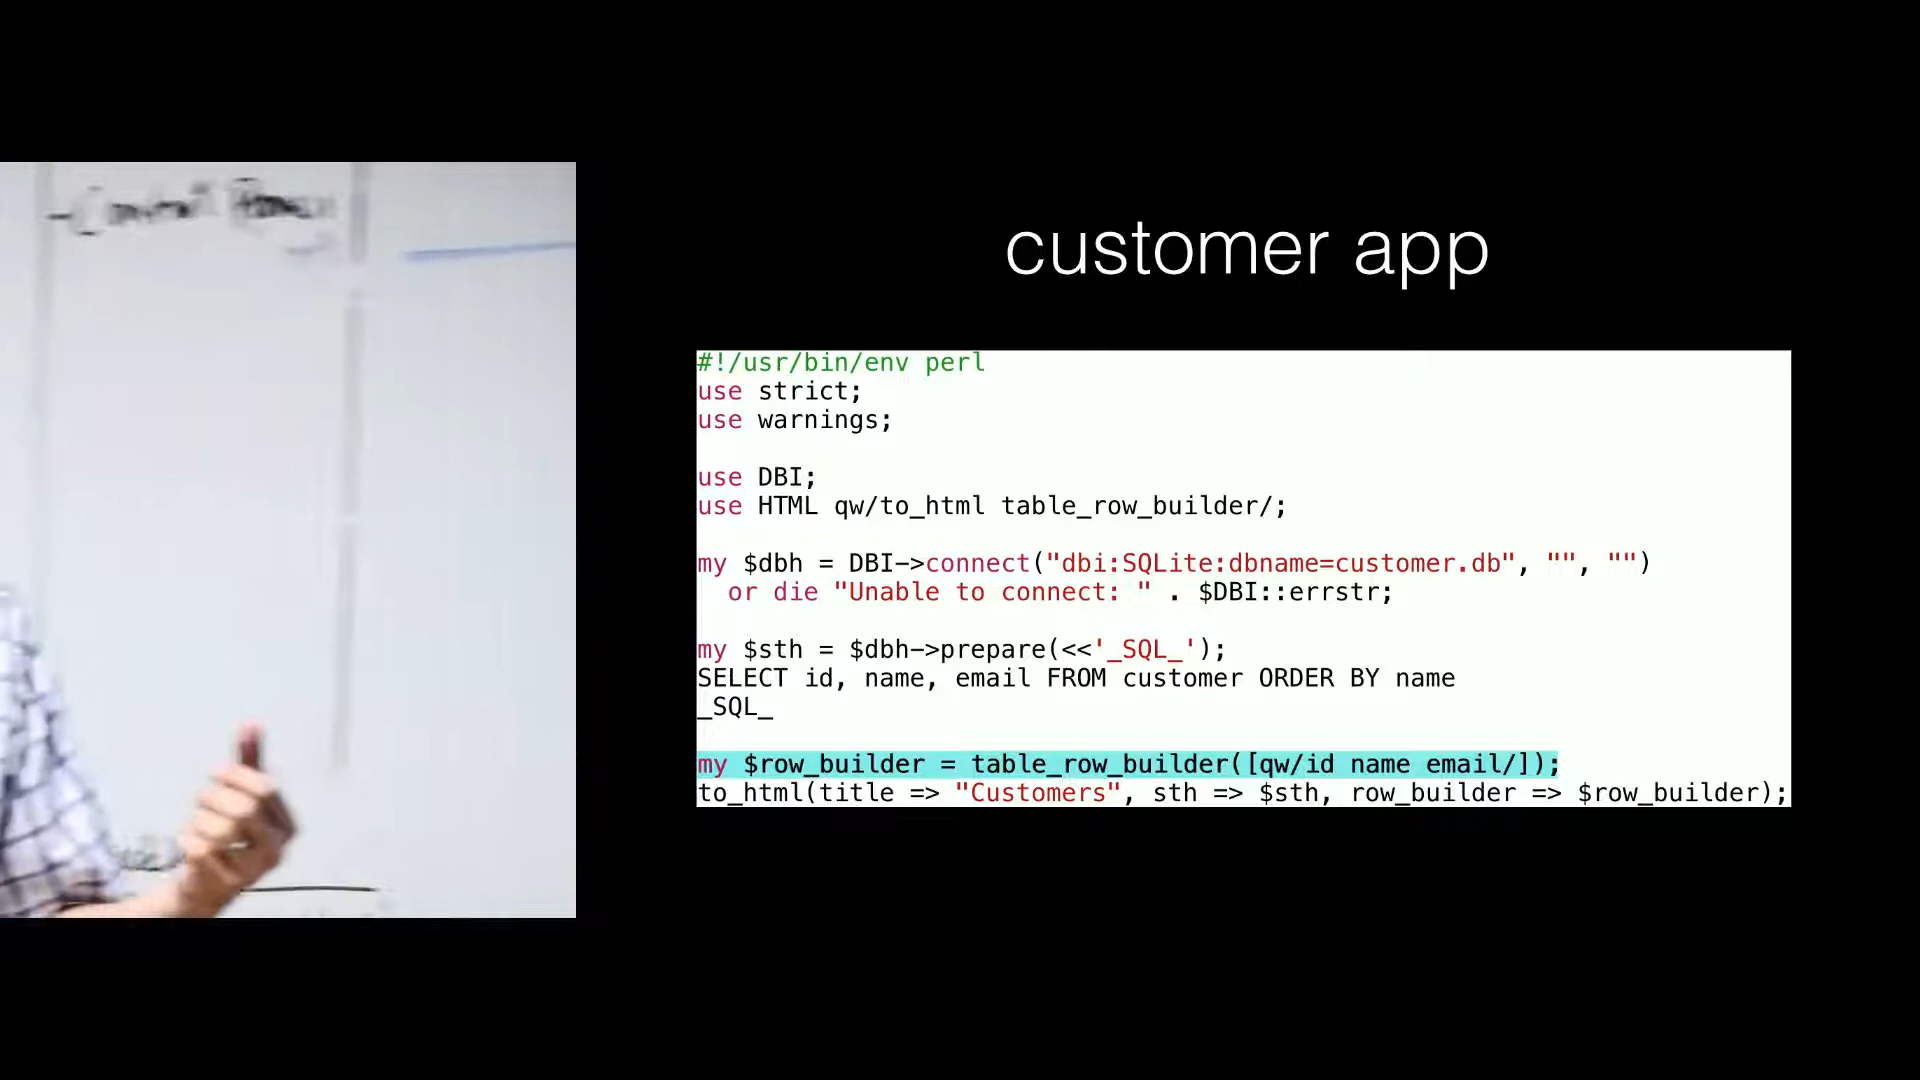 customer app
#!/usr/bin/env perl
use strict;
use warnings;
use DBI;
use HTML qw/to_html table_row_builder/;
my $dbh = DBI->connect("dbi:SQLite:dbname=customer.db", "", "")
  or die "Unable to connect: " . $DBI::errstr;
my $sth = $dbh->prepare(<<'_SQL_');
SELECT id, name, email FROM customer ORDER BY name
_SQL_
my $row_builder = table_row_builder([qw/id name email/]);
to_html(title => "Customers", sth => $sth, row_builder => $row_builder);